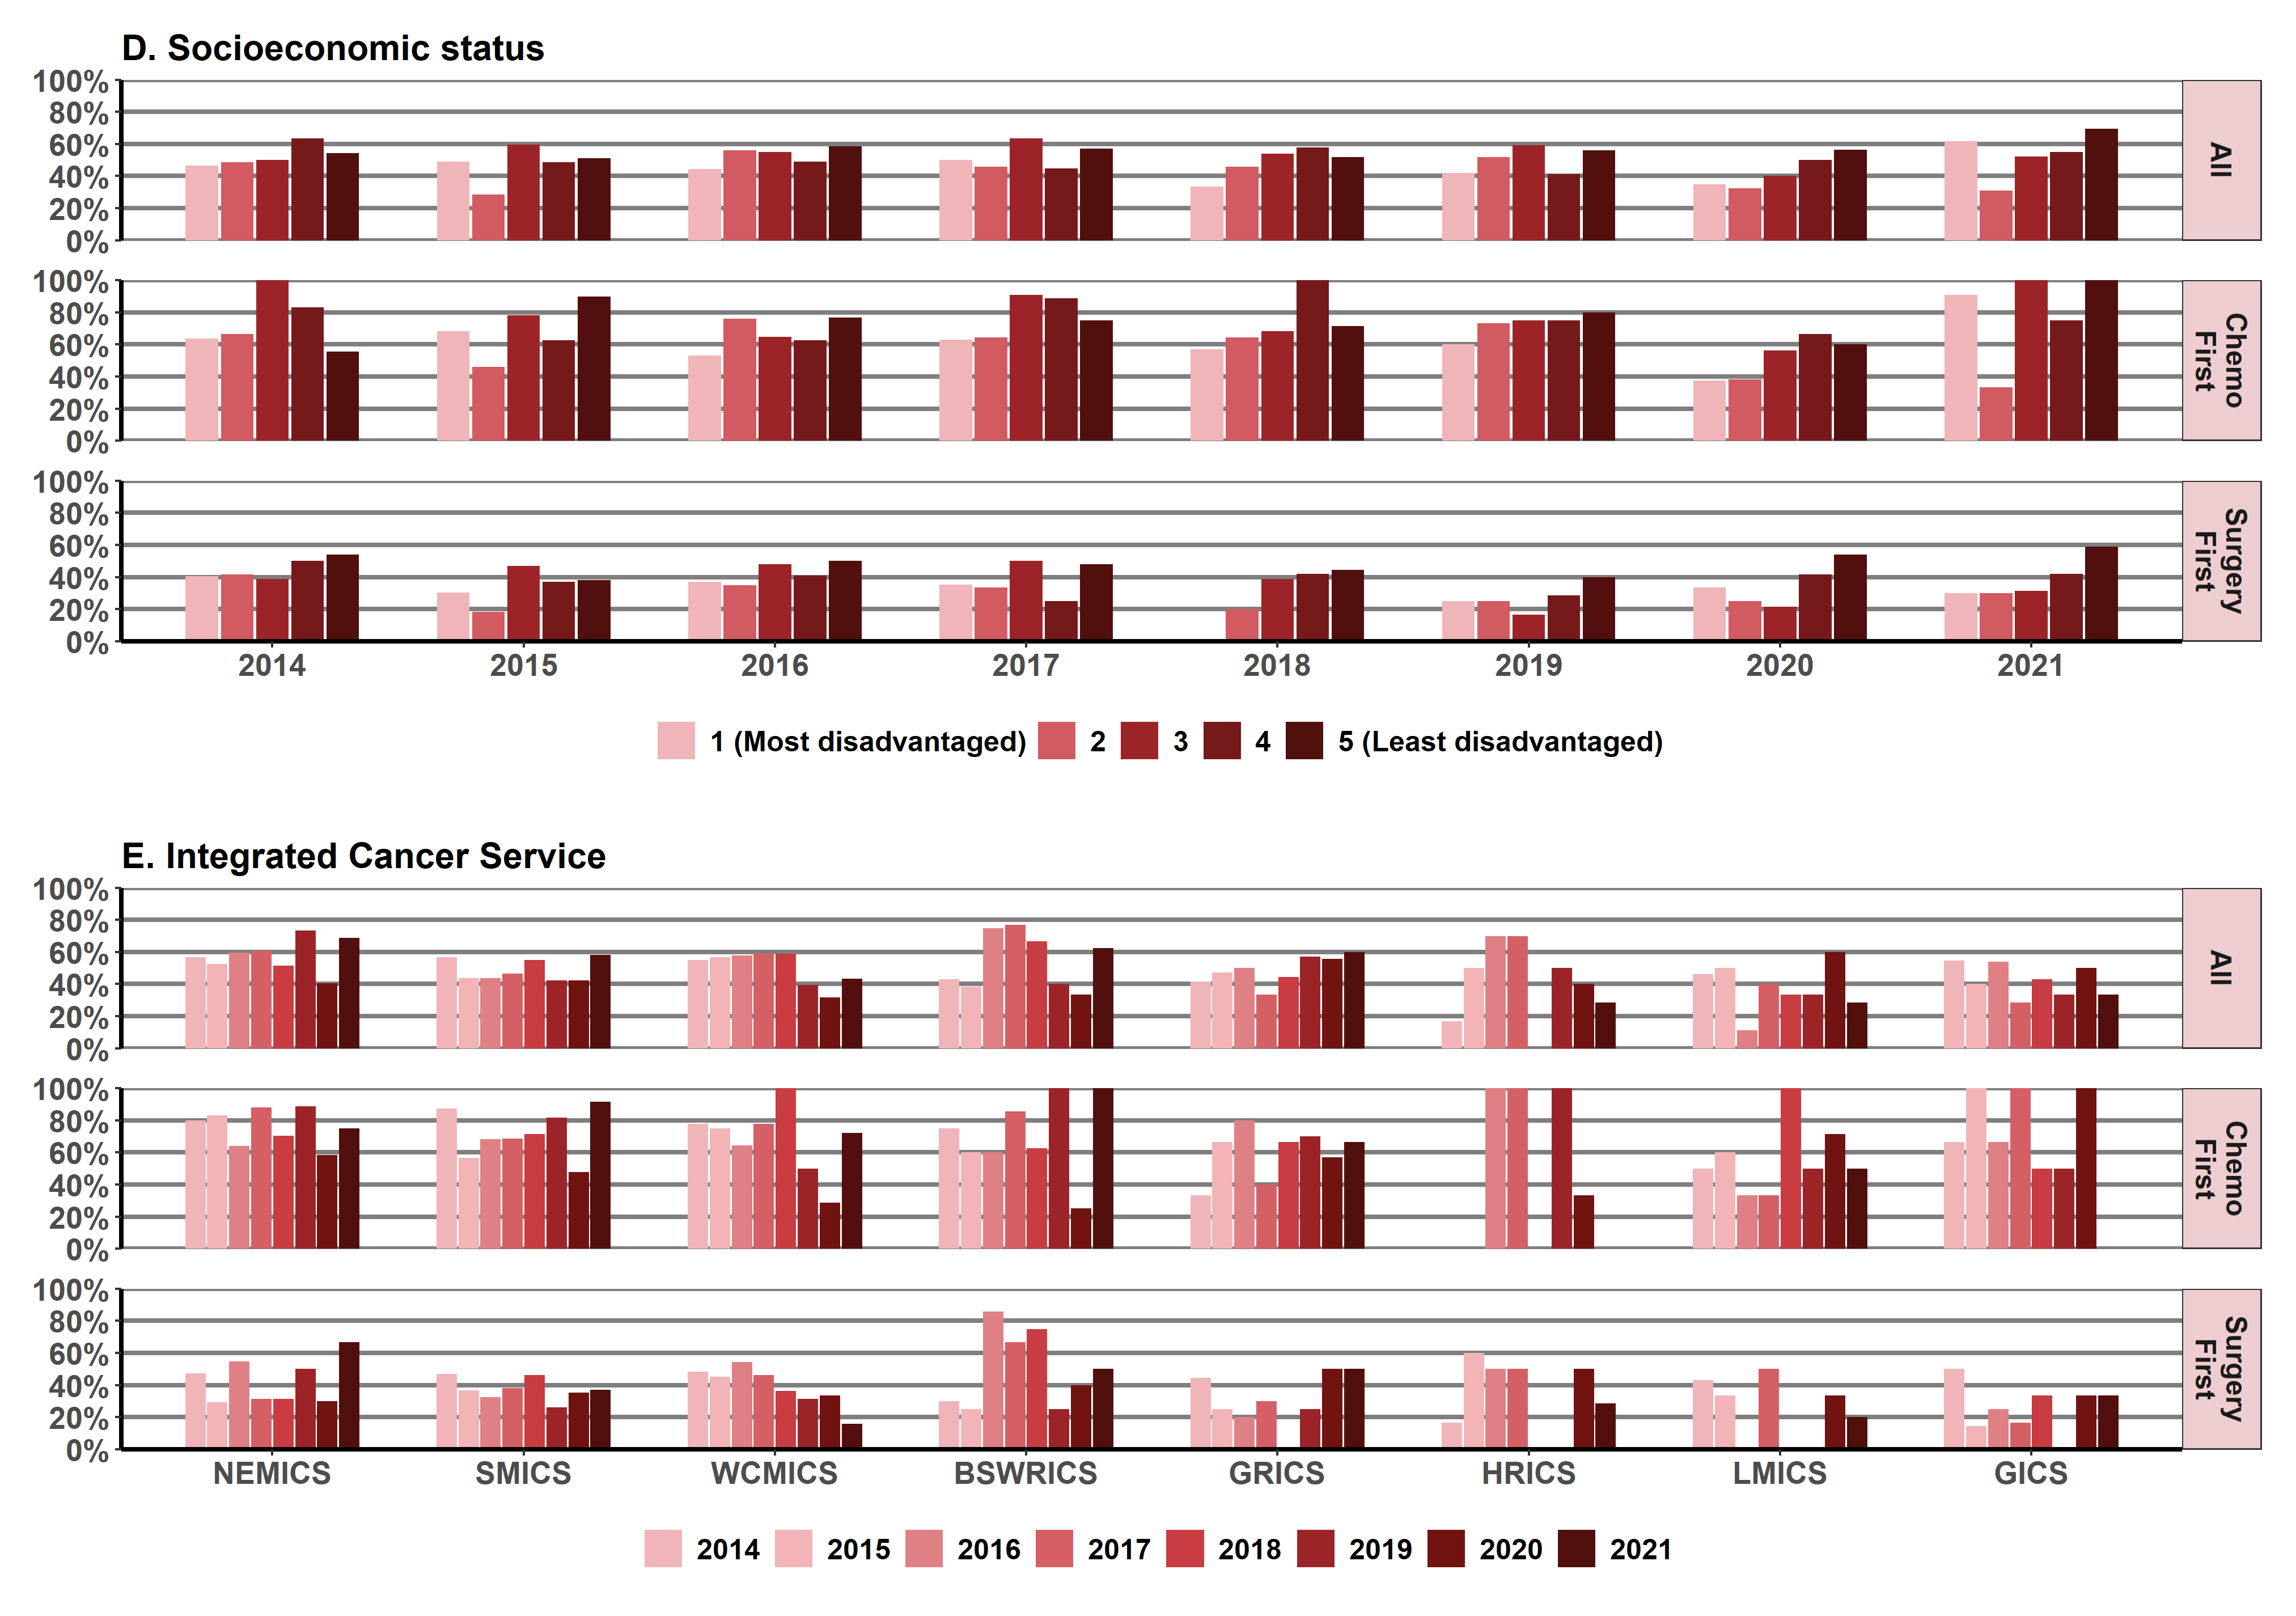 D. Socioeconomic status
100%
80%
60%
40%
20%
0%
All
100%
80%
60%
40%
20%
0%
Chemo
First
100%
80%
60%
40%
20%
0%
Surgery
First
2014 2015 2016 2017 2018 2019 2020 2021
1 (Most disadvantaged) 2 3 4 5 (Least disadvantaged)
E. Integrated Cancer Service
100%
80%
60%
40%
20%
0%
All
100%
80%
60%
40%
20%
0%
Chemo
First
100%
80%
60%
40%
20%
0%
Surgery
First
NEMICS SMICS WCMICS BSWRICS GRICS HRICS LMICS GICS
2014 2015 2016 2017 2018 2019 2020 2021